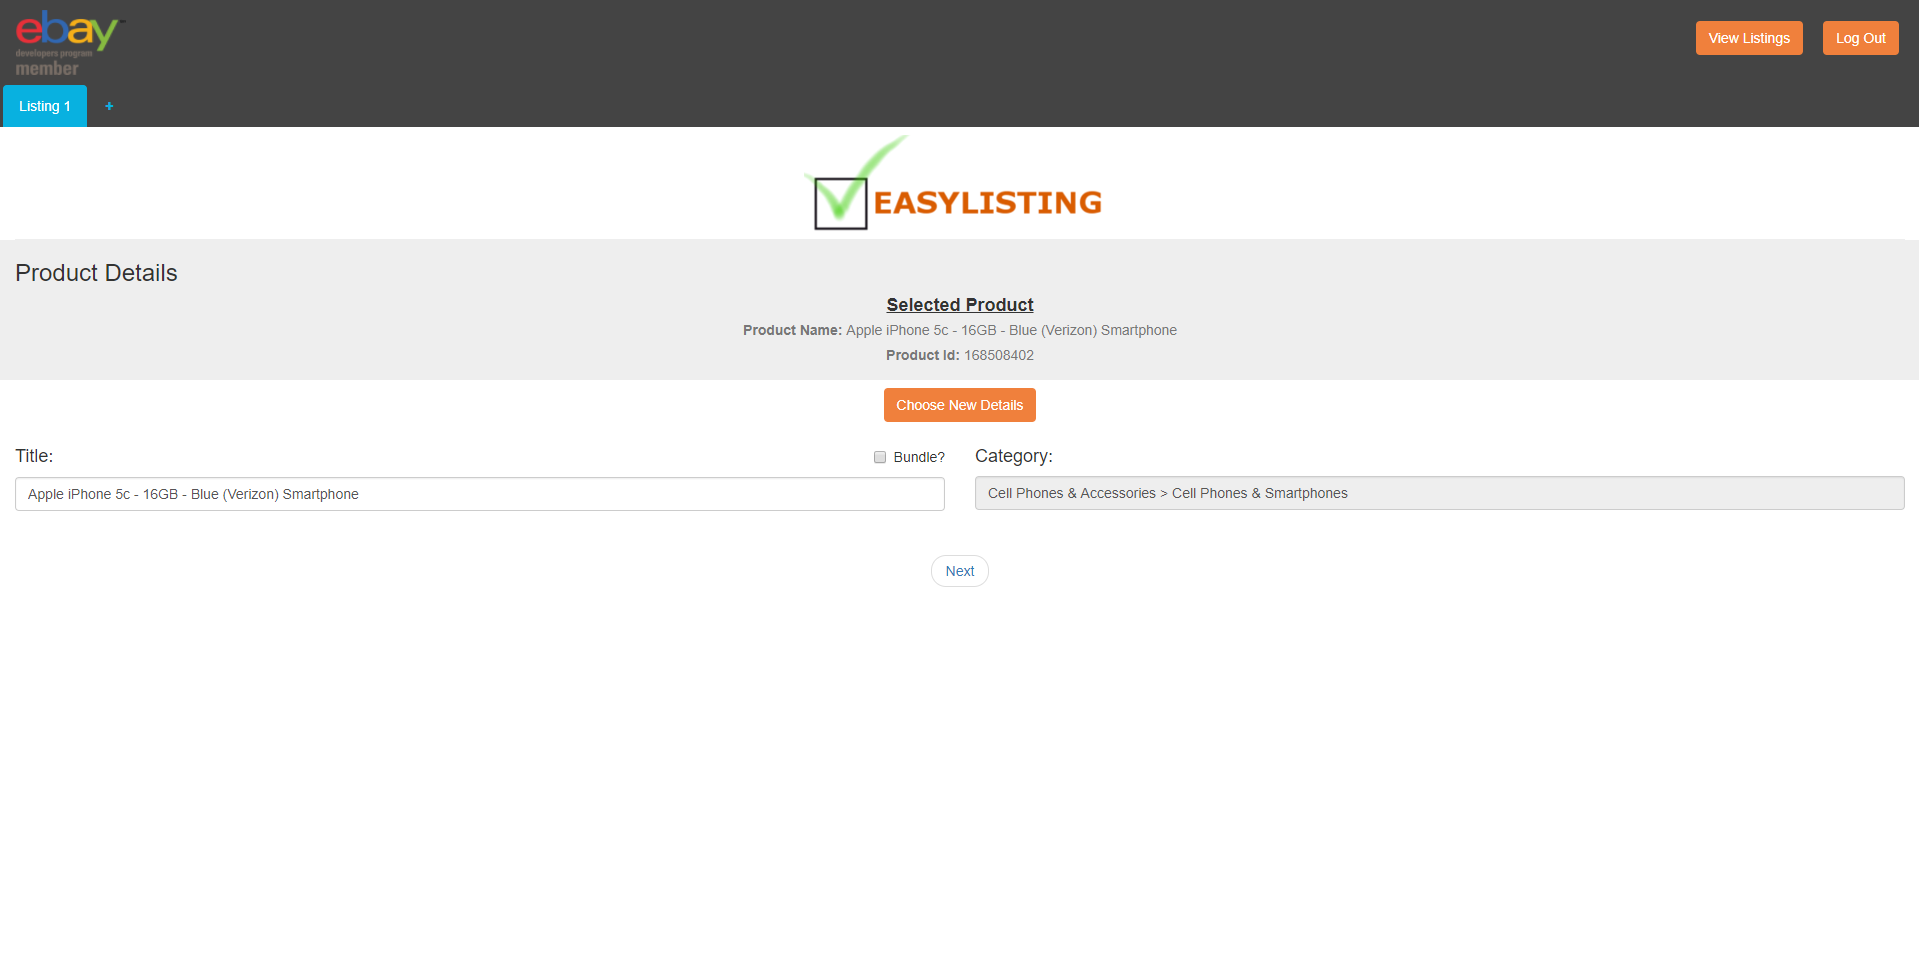 ebay
developers program
member
View Listings
Log Out
Listing 1
+
EASYLISTING
Product Details
Selected Product
Product Name: Apple iPhone 5c - 16GB - Blue (Verizon) Smartphone
Product Id: 168508402
Choose New Details
Title:
Bundle?
Category:
Apple iPhone 5c - 16GB - Blue (Verizon) Smartphone
Cell Phones & Accessories > Cell Phones & Smartphones
Next